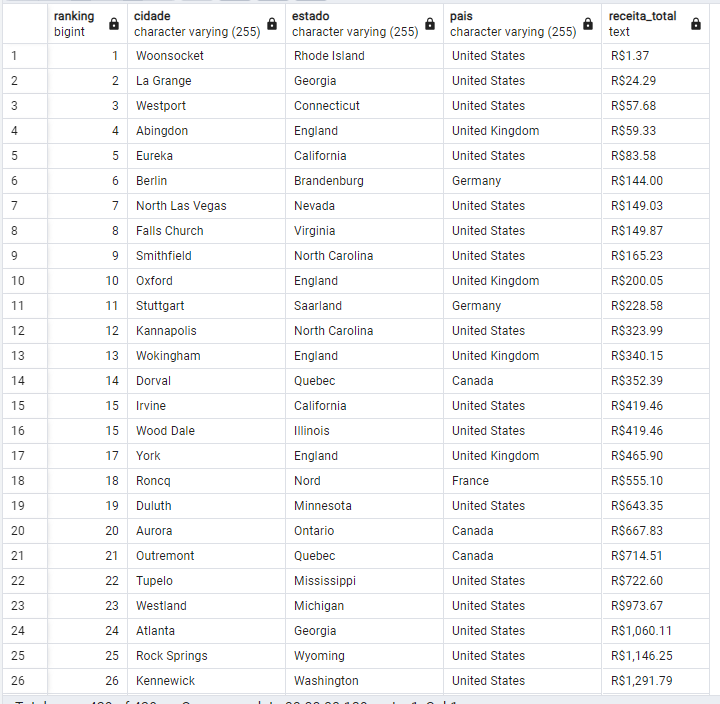 ranking cidade estado pais receita_total
bigint character varying (255) character varying (255) character varying (255) text
1 1 Woonsocket Rhode Island United States R$1.37
2 2 La Grange Georgia United States R$24.29
3 3 Westport Connecticut United States R$57.68
4 4 Abingdon England United Kingdom R$59.33
5 5 Eureka California United States R$83.58
6 6 Berlin Brandenburg Germany R$144.00
7 7 North Las Vegas Nevada United States R$149.03
8 8 Falls Church Virginia United States R$149.87
9 9 Smithfield North Carolina United States R$165.23
10 10 Oxford England United Kingdom R$200.05
11 11 Stuttgart Saarland Germany R$228.58
12 12 Kannapolis North Carolina United States R$323.99
13 13 Wokingham England United Kingdom R$340.15
14 14 Dorval Quebec Canada R$352.39
15 15 Irvine California United States R$419.46
16 15 Wood Dale Illinois United States R$419.46
17 17 York England United Kingdom R$465.90
18 18 Roncq Nord France R$555.10
19 19 Duluth Minnesota United States R$643.35
20 20 Aurora Ontario Canada R$667.83
21 21 Outremont Quebec Canada R$714.51
22 22 Tupelo Mississippi United States R$722.60
23 23 Westland Michigan United States R$973.67
24 24 Atlanta Georgia United States R$1,060.11
25 25 Rock Springs Wyoming United States R$1,146.25
26 26 Kennewick Washington United States R$1,291.79